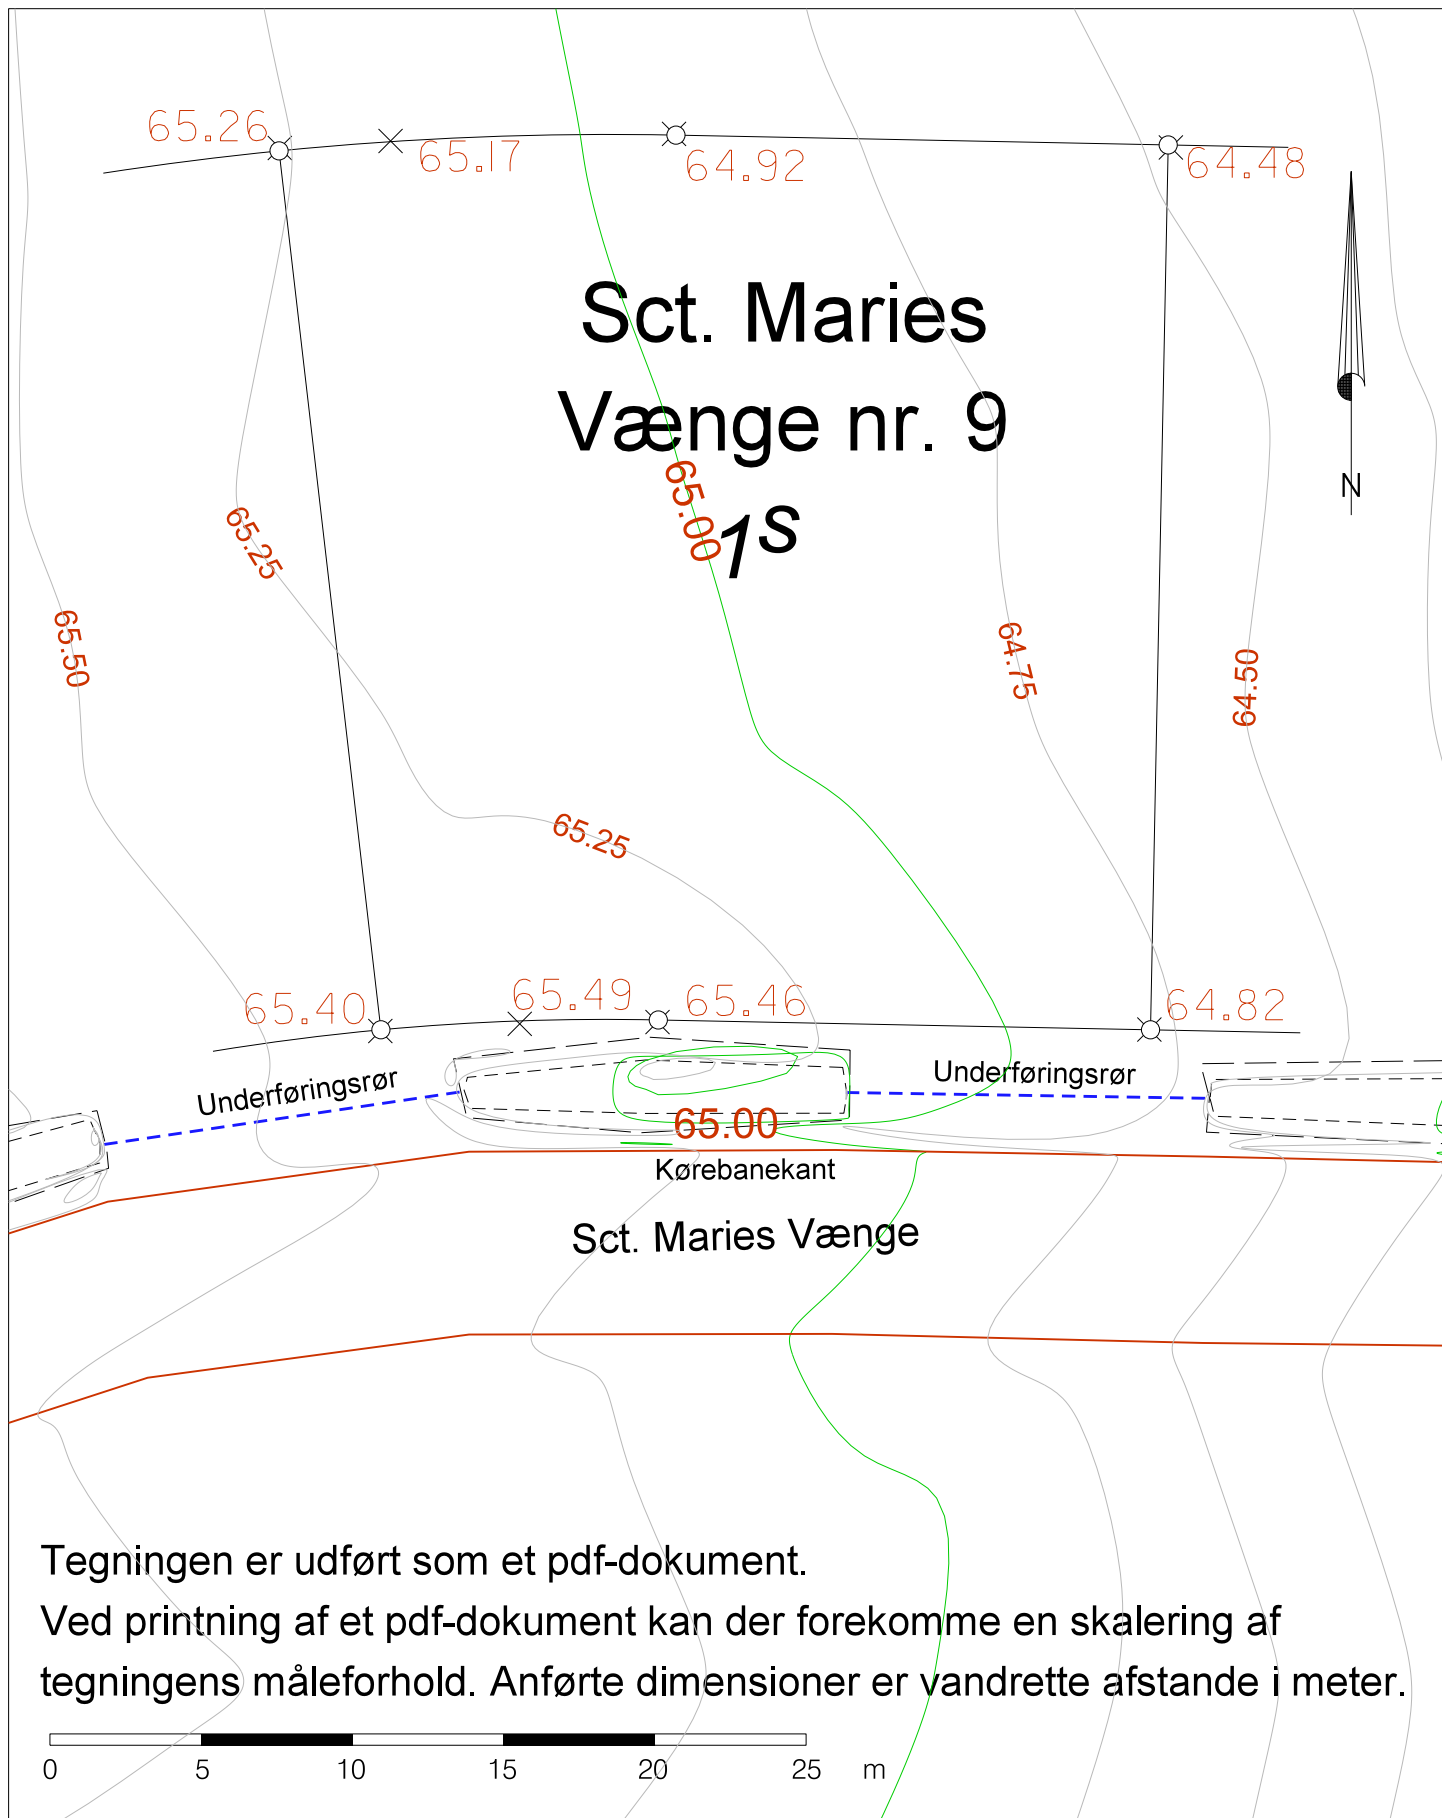 65.26
65.17
64.92
64.48
Sct. Maries
Vænge nr. 9
1s
N
65.00
65.25
65.50
64.75
64.50
65.25
65.40
65.49
65.46
64.82
Underføringsrør
Underføringsrør
65.00
Kørebanekant
Sct. Maries Vænge
Tegningen er udført som et pdf-dokument.
Ved printning af et pdf-dokument kan der forekomme en skalering af
tegningens måleforhold. Anførte dimensioner er vandrette afstande i meter.
0 5 10 15 20 25 m